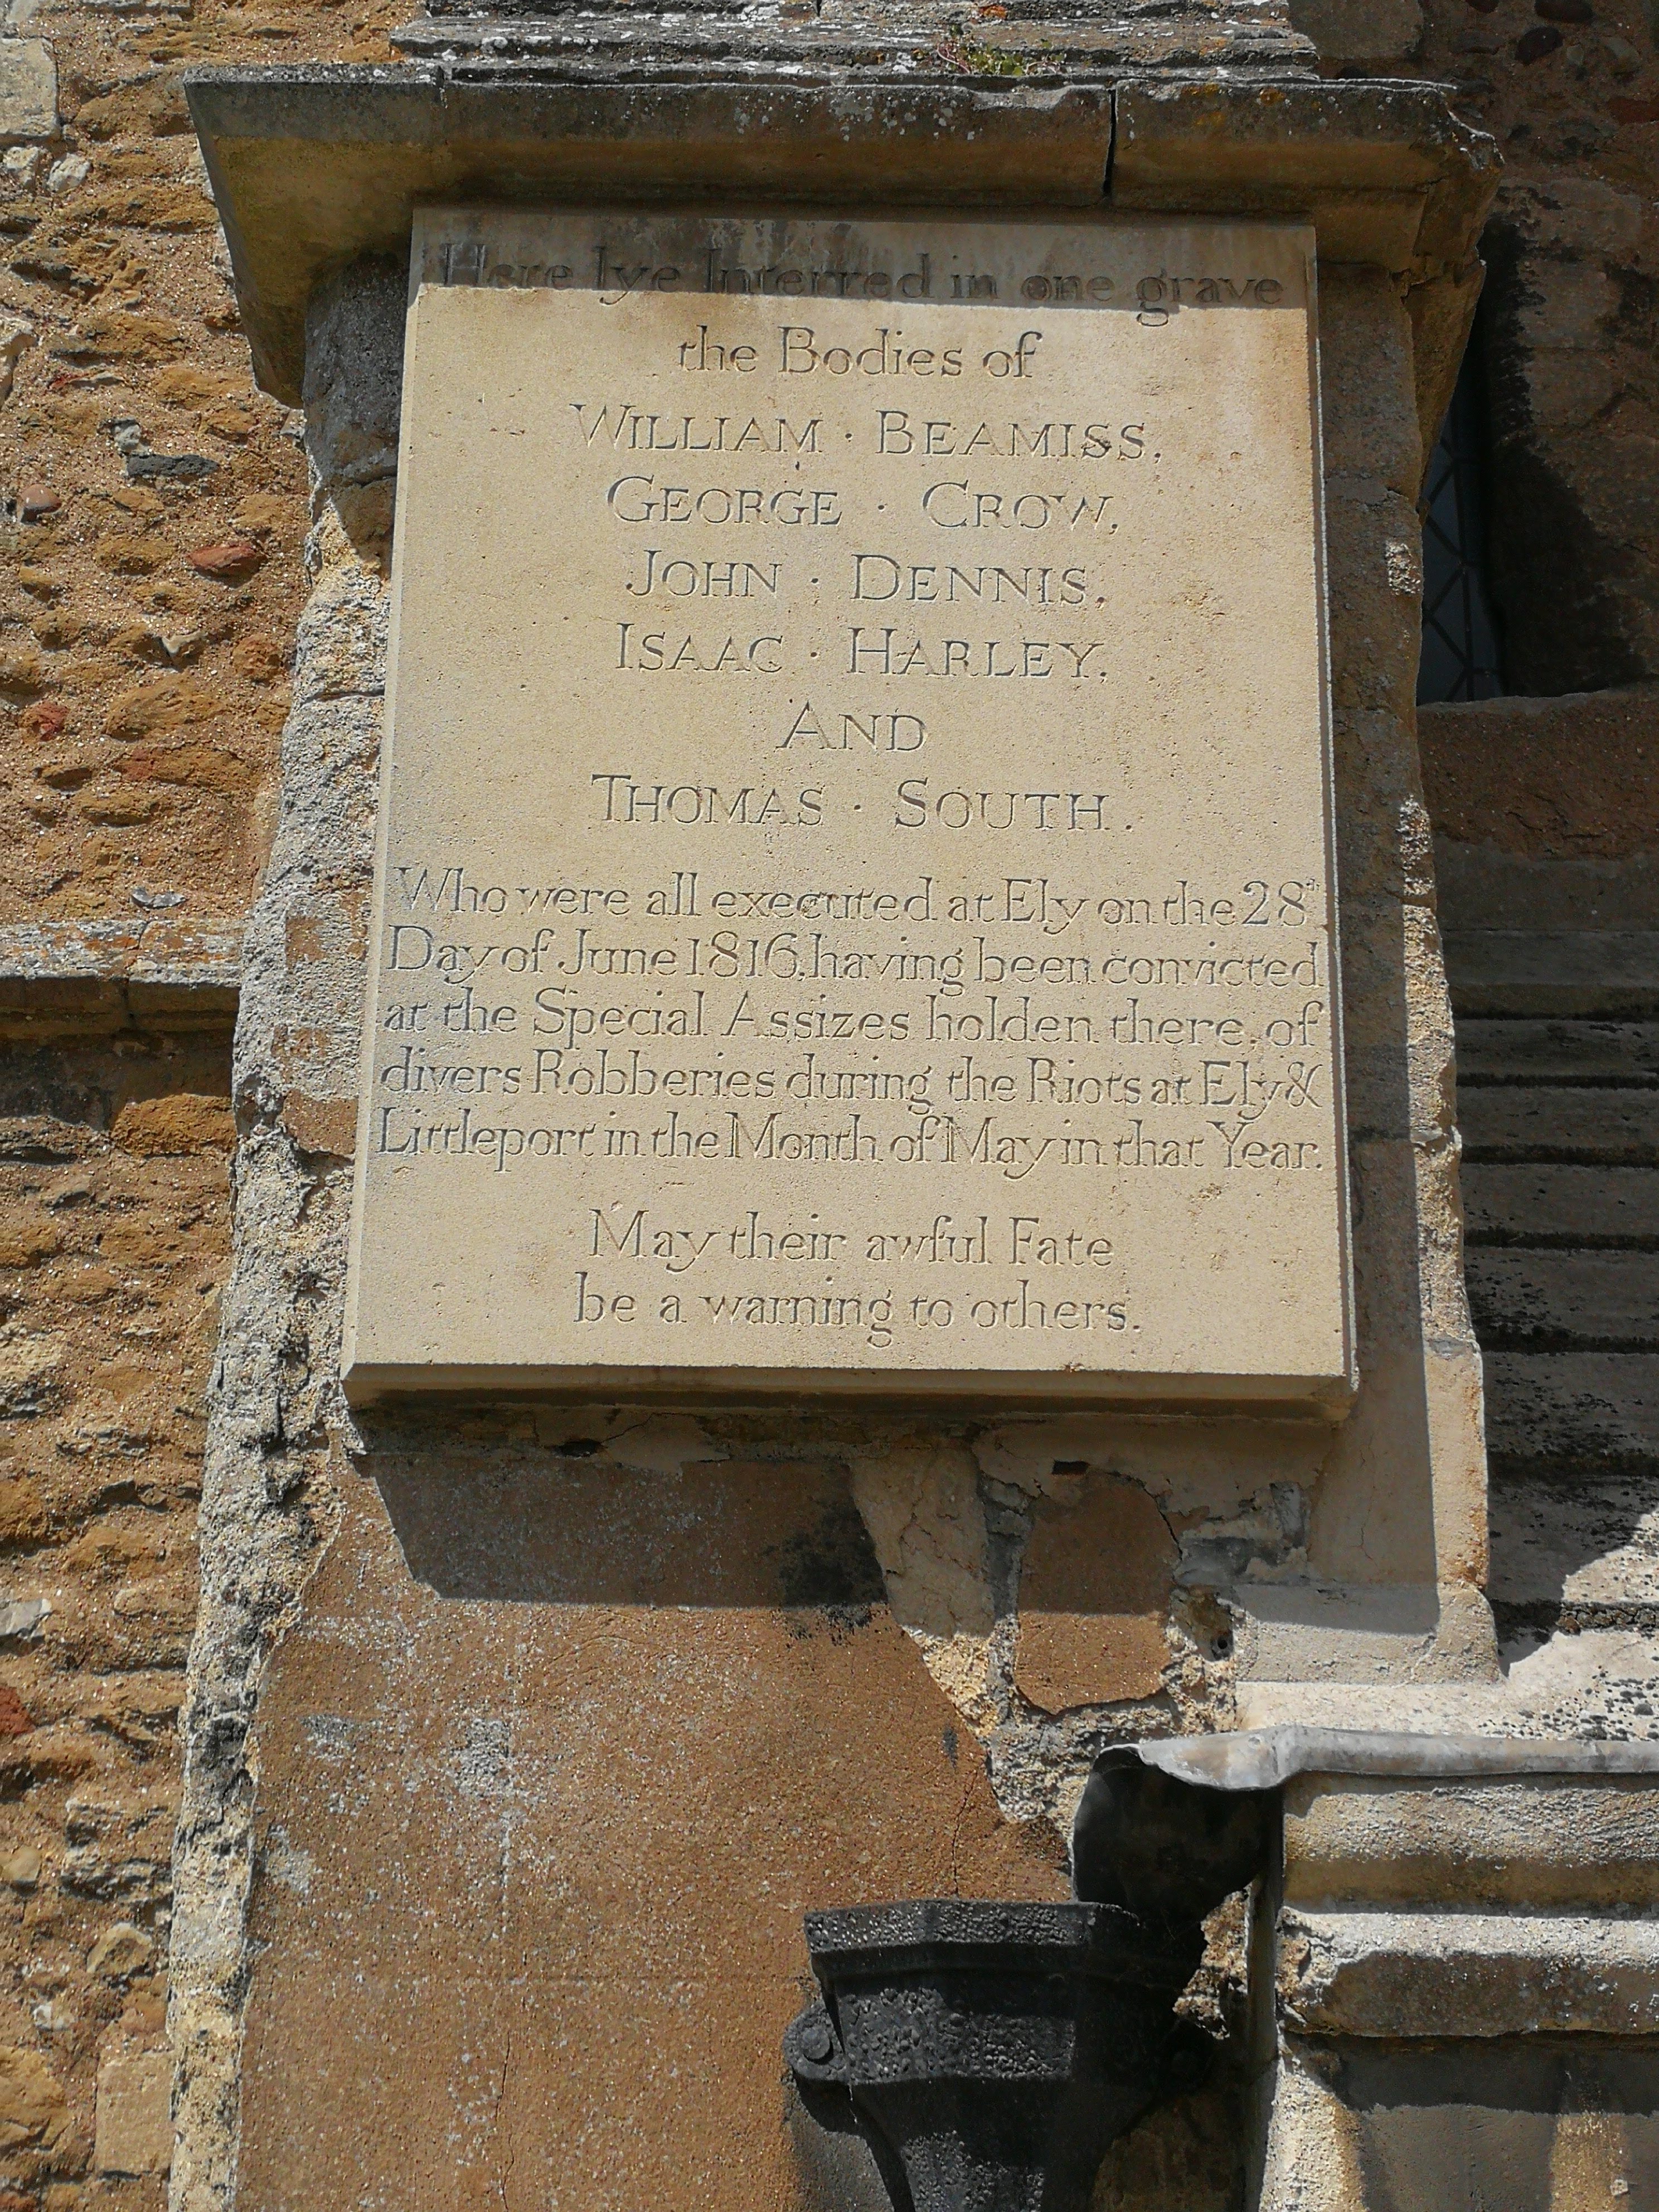 Here lye Interred in one grave
the Bodies of
WILLIAM · BEAMISS,
GEORGE · CROW,
JOHN · DENNIS,
ISAAC · HARLEY,
AND
THOMAS · SOUTH.
Who were all executed at Ely on the 28th
Day of June 1816, having been convicted
at the Special Assizes holden there, of
divers Robberies during the Riots at Ely &
Littleport in the Month of May in that Year.
May their awful Fate
be a warning to others.